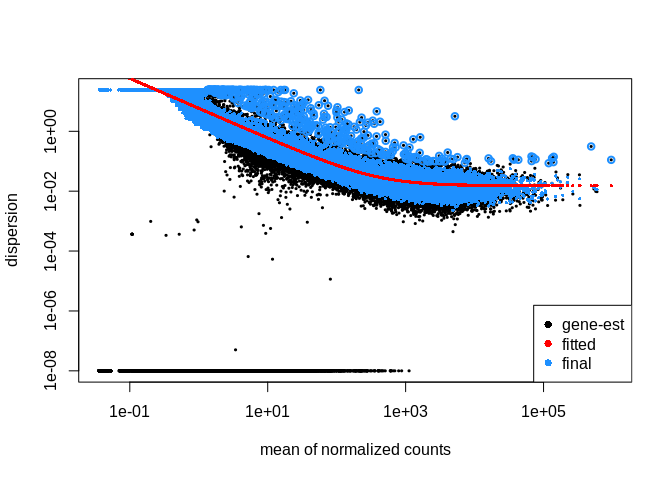 1e+00
1e-02
1e-04
1e-06
1e-08
dispersion
gene-est
fitted
final
1e-01
1e+01
1e+03
1e+05
mean of normalized counts